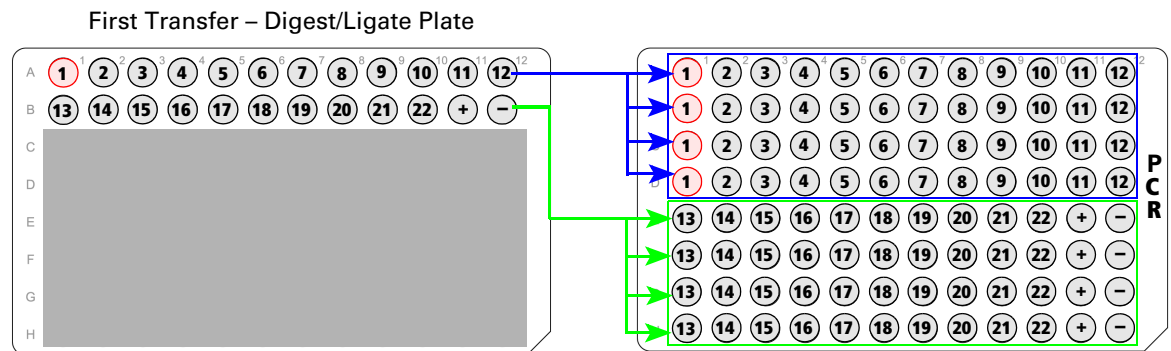 First Transfer – Digest/Ligate Plate
1 2 3 4 5 6 7 8 9 10 11 12
A 1 2 3 4 5 6 7 8 9 10 11 12
B 13 14 15 16 17 18 19 20 21 22 + –
C
D
E
F
G
H
1 2 3 4 5 6 7 8 9 10 11 12
1 2 3 4 5 6 7 8 9 10 11 12
1 2 3 4 5 6 7 8 9 10 11 12
1 2 3 4 5 6 7 8 9 10 11 12
D 1 2 3 4 5 6 7 8 9 10 11 12
13 14 15 16 17 18 19 20 21 22 + –
13 14 15 16 17 18 19 20 21 22 + –
13 14 15 16 17 18 19 20 21 22 + –
13 14 15 16 17 18 19 20 21 22 + –
PCR